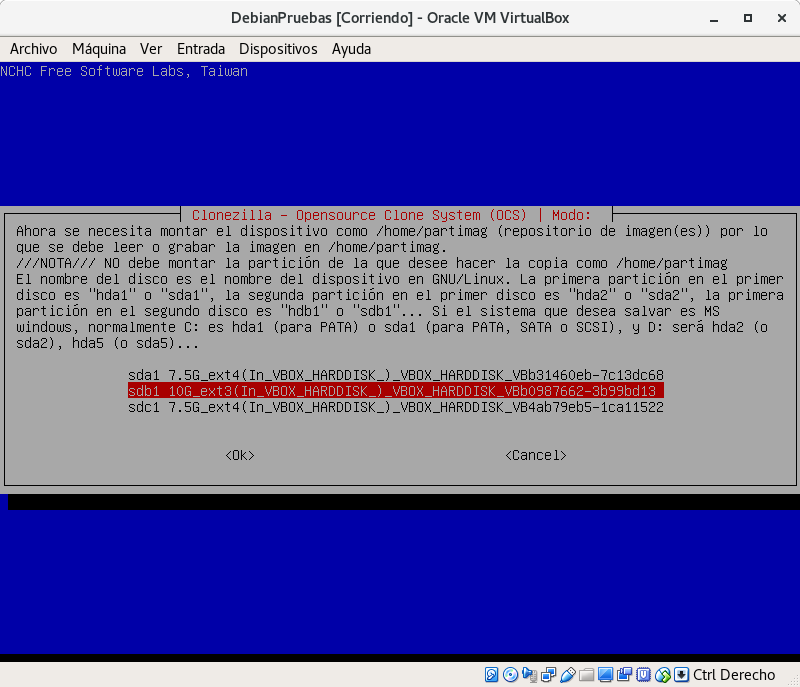 DebianPruebas [Corriendo] - Oracle VM VirtualBox
Archivo Máquina Ver Entrada Dispositivos Ayuda
NCHC Free Software Labs, Taiwan
Clonezilla - Opensource Clone System (OCS) | Modo:
Ahora se necesita montar el dispositivo como /home/partimag (repositorio de imagen(es)) por lo
que se debe leer o grabar la imagen en /home/partimag.
///NOTA/// NO debe montar la partición de la que desee hacer la copia como /home/partimag
El nombre del disco es el nombre del dispositivo en GNU/Linux. La primera partición en el primer
disco es "hda1" o "sda1", la segunda partición en el primer disco es "hda2" o "sda2", la primera
partición en el segundo disco es "hdb1" o "sdb1"... Si el sistema que desea salvar es MS
windows, normalmente C: es hda1 (para PATA) o sda1 (para PATA, SATA o SCSI), y D: será hda2 (o
sda2), hda5 (o sda5)...
sda1 7.5G_ext4(In_VBOX_HARDDISK_)_VBOX_HARDDISK_VBb31460eb-7c13dc68
sdb1 10G_ext3(In_VBOX_HARDDISK_)_VBOX_HARDDISK_VBb0987662-3b99bd13
sdc1 7.5G_ext4(In_VBOX_HARDDISK_)_VBOX_HARDDISK_VB4ab79eb5-1ca11522
<Ok> <Cancel>
Ctrl Derecho